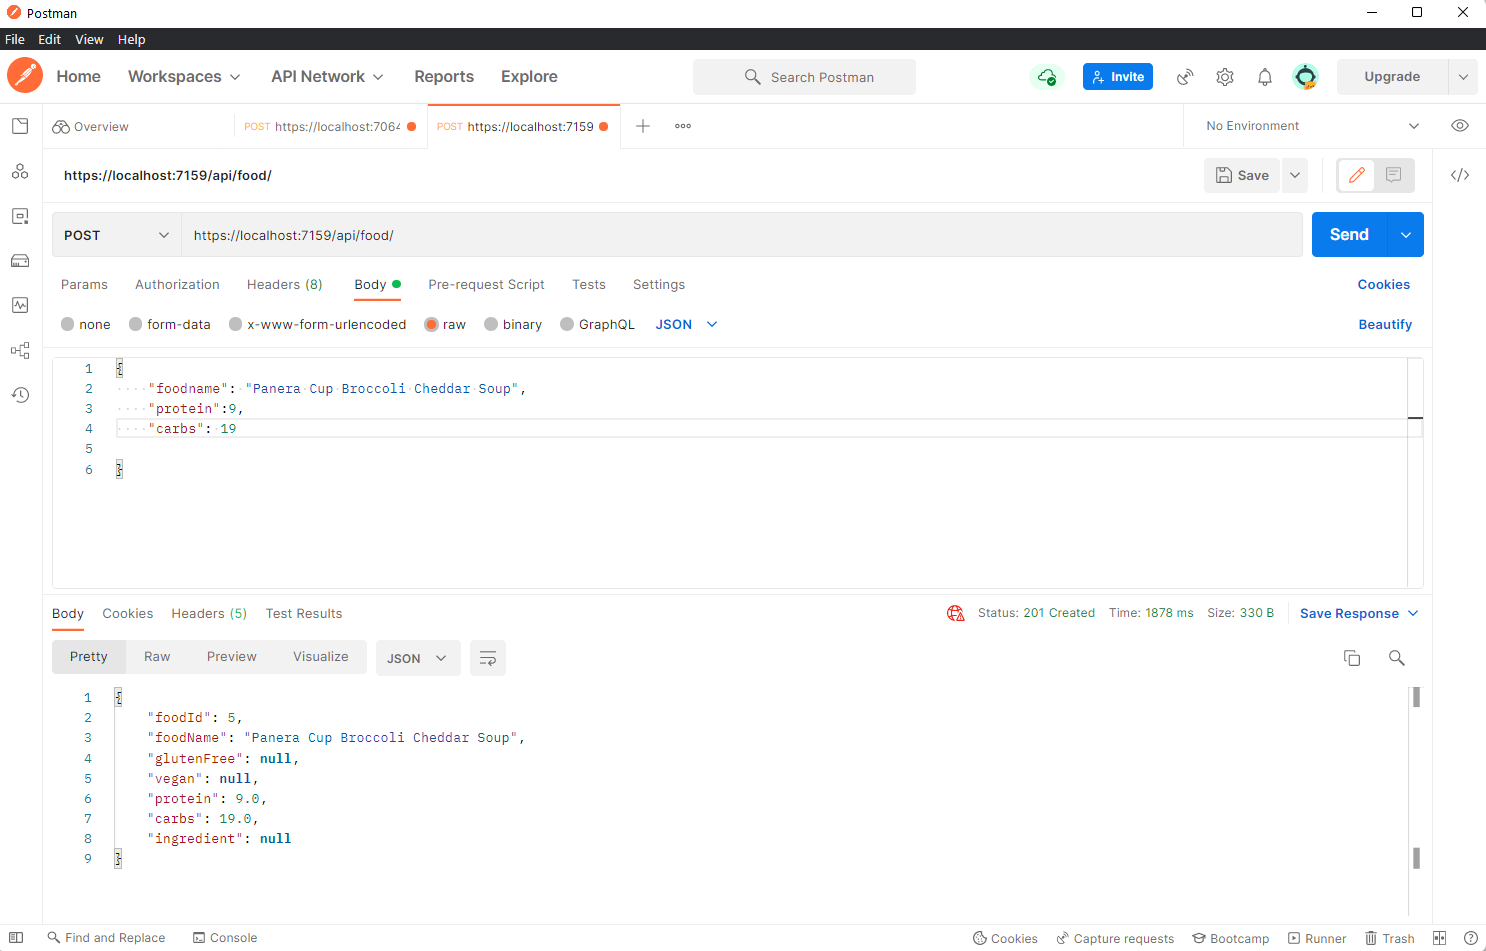 Postman
File Edit View Help
Home Workspaces API Network Reports Explore Search Postman Invite Upgrade
Overview POST https://localhost:7064 POST https://localhost:7159 No Environment
https://localhost:7159/api/food/ Save
POST https://localhost:7159/api/food/ Send
Params Authorization Headers (8) Body Pre-request Script Tests Settings Cookies
none form-data x-www-form-urlencoded raw binary GraphQL JSON Beautify
1 {
2 "foodname": "Panera Cup Broccoli Cheddar Soup",
3 "protein":9,
4 "carbs": 19
5
6 }
Body Cookies Headers (5) Test Results Status: 201 Created Time: 1878 ms Size: 330 B Save Response
Pretty Raw Preview Visualize JSON
1 {
2 "foodId": 5,
3 "foodName": "Panera Cup Broccoli Cheddar Soup",
4 "glutenFree": null,
5 "vegan": null,
6 "protein": 9.0,
7 "carbs": 19.0,
8 "ingredient": null
9 }
Find and Replace Console Cookies Capture requests Bootcamp Runner Trash